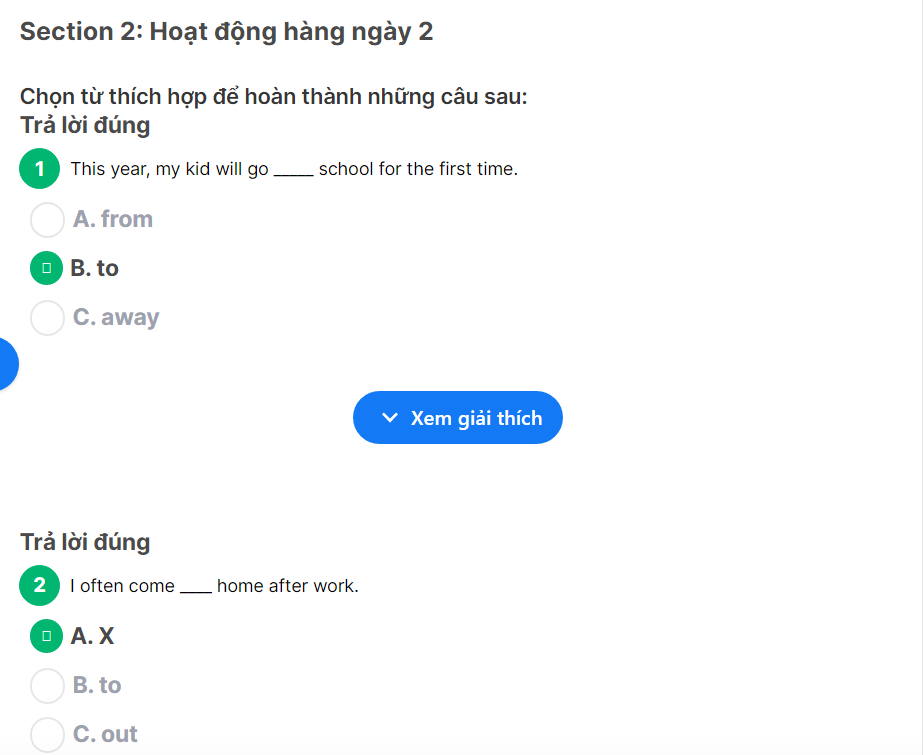 Section 2: Hoạt động hàng ngày 2
Chọn từ thích hợp để hoàn thành những câu sau:
Trả lời đúng
1 This year, my kid will go _____ school for the first time.
A. from
B. to
C. away
Xem giải thích
Trả lời đúng
2 I often come ____ home after work.
A. X
B. to
C. out